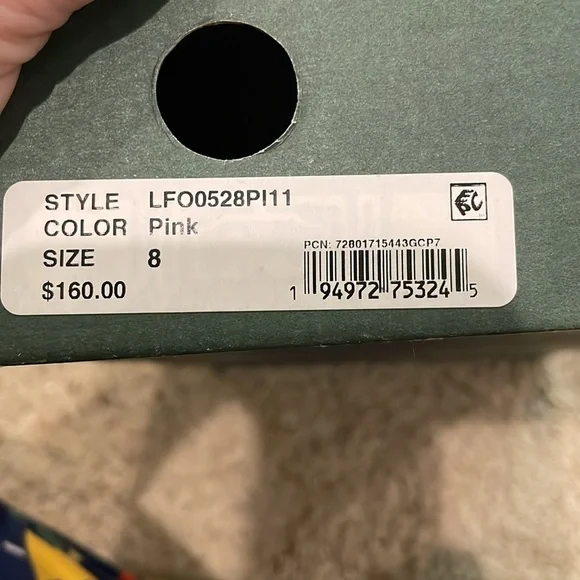 STYLE LFO0528PI11
COLOR Pink
SIZE 8
$160.00
PCN: 72801715443GCP7
1 94972 75324 5